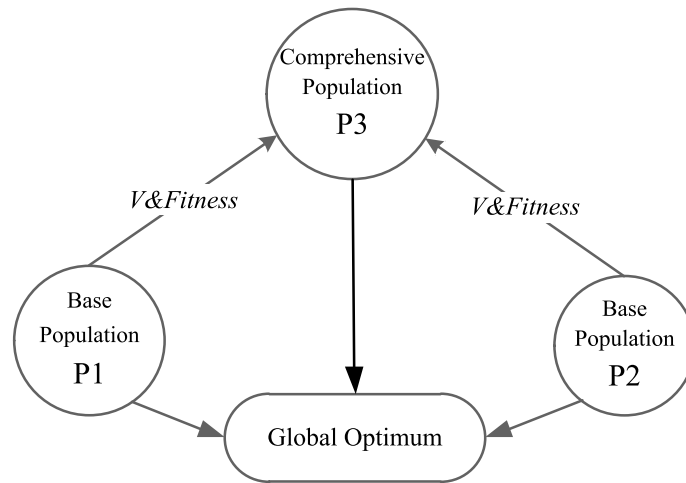 Comprehensive
Population
P3
V&Fitness
V&Fitness
Base
Population
P1
Base
Population
P2
Global Optimum